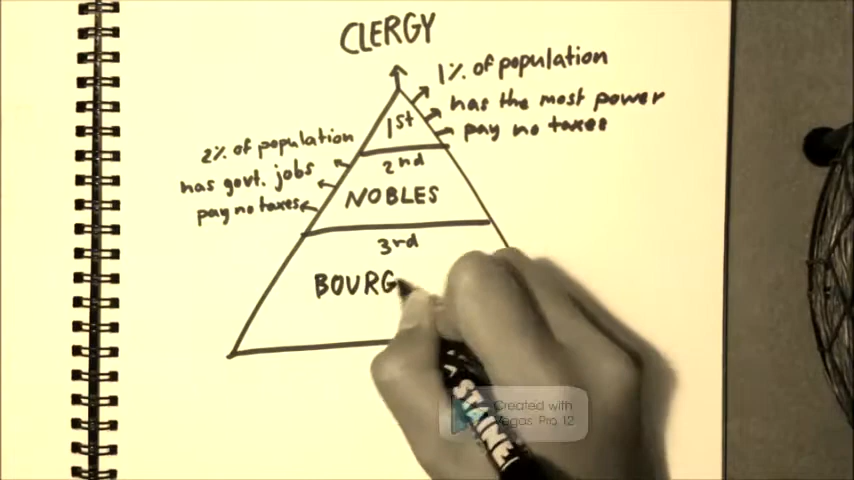 CLERGY
1% of population
has the most power
pay no taxes
1st
2% of population
has govt. jobs
pay no taxes
2nd
NOBLES
3rd
BOURG
STAINE
Created with
Vegas Pro 12